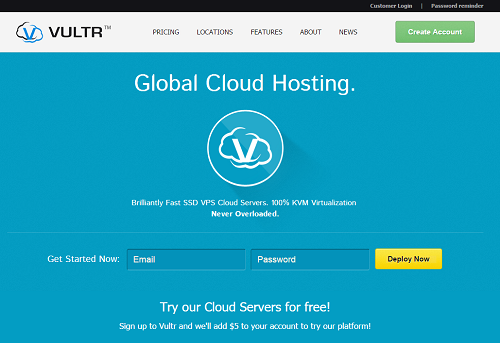 Customer Login | Password reminder
VULTR™ PRICING LOCATIONS FEATURES ABOUT NEWS Create Account
Global Cloud Hosting.
V
Brilliantly Fast SSD VPS Cloud Servers. 100% KVM Virtualization
Never Overloaded.
Get Started Now: Email Password Deploy Now
Try our Cloud Servers for free!
Sign up to Vultr and we'll add $5 to your account to try our platform!